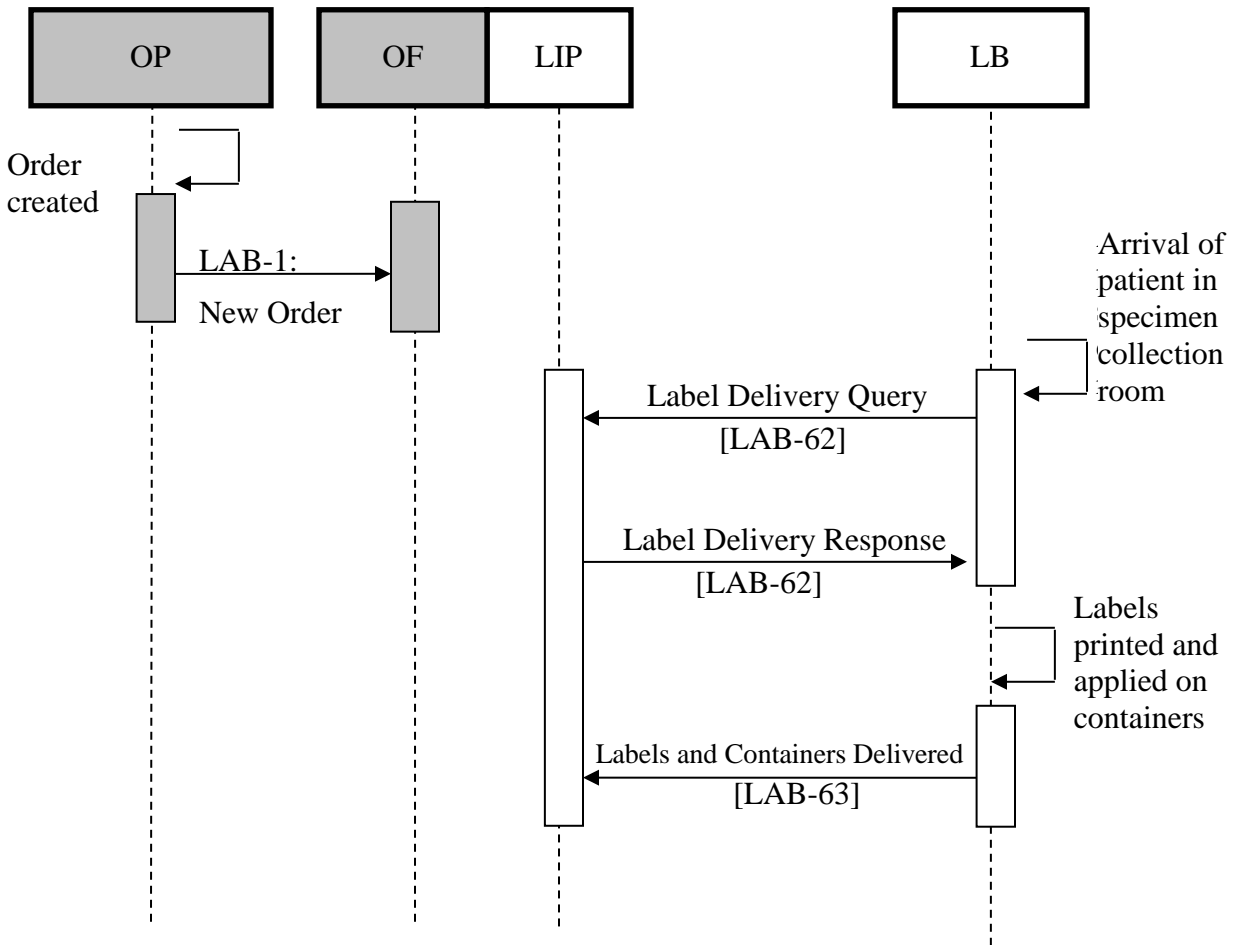 OP
OF
LIP
LB
Order
created
LAB-1:
New Order
Arrival of
patient in
specimen
collection
room
Label Delivery Query
[LAB-62]
Label Delivery Response
[LAB-62]
Labels
printed and
applied on
containers
Labels and Containers Delivered
[LAB-63]